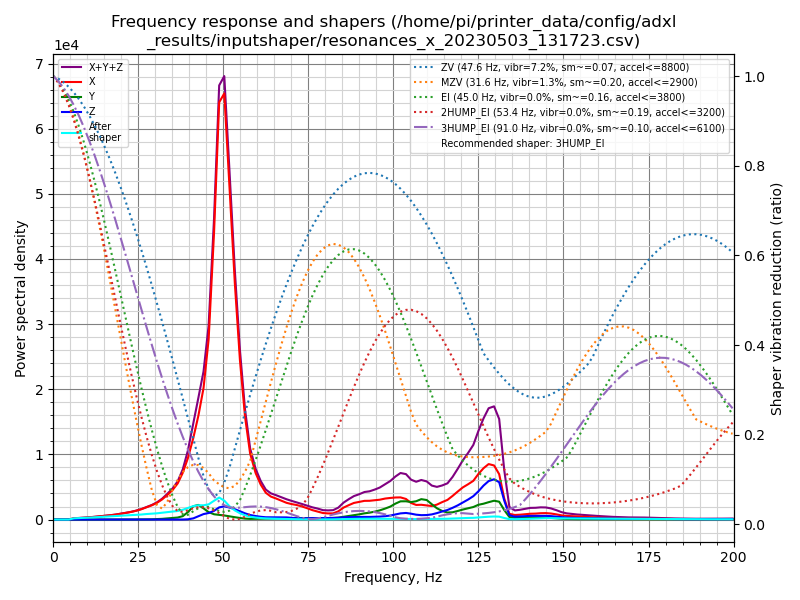 Frequency response and shapers (/home/pi/printer_data/config/adxl
_results/inputshaper/resonances_x_20230503_131723.csv)
1e4
X+Y+Z
X
Y
Z
After
shaper
ZV (47.6 Hz, vibr=7.2%, sm~=0.07, accel<=8800)
MZV (31.6 Hz, vibr=1.3%, sm~=0.20, accel<=2900)
EI (45.0 Hz, vibr=0.0%, sm~=0.16, accel<=3800)
2HUMP_EI (53.4 Hz, vibr=0.0%, sm~=0.19, accel<=3200)
3HUMP_EI (91.0 Hz, vibr=0.0%, sm~=0.10, accel<=6100)
Recommended shaper: 3HUMP_EI
Power spectral density
7
6
5
4
3
2
1
0
1.0
0.8
0.6
0.4
0.2
0.0
Shaper vibration reduction (ratio)
0 25 50 75 100 125 150 175 200
Frequency, Hz